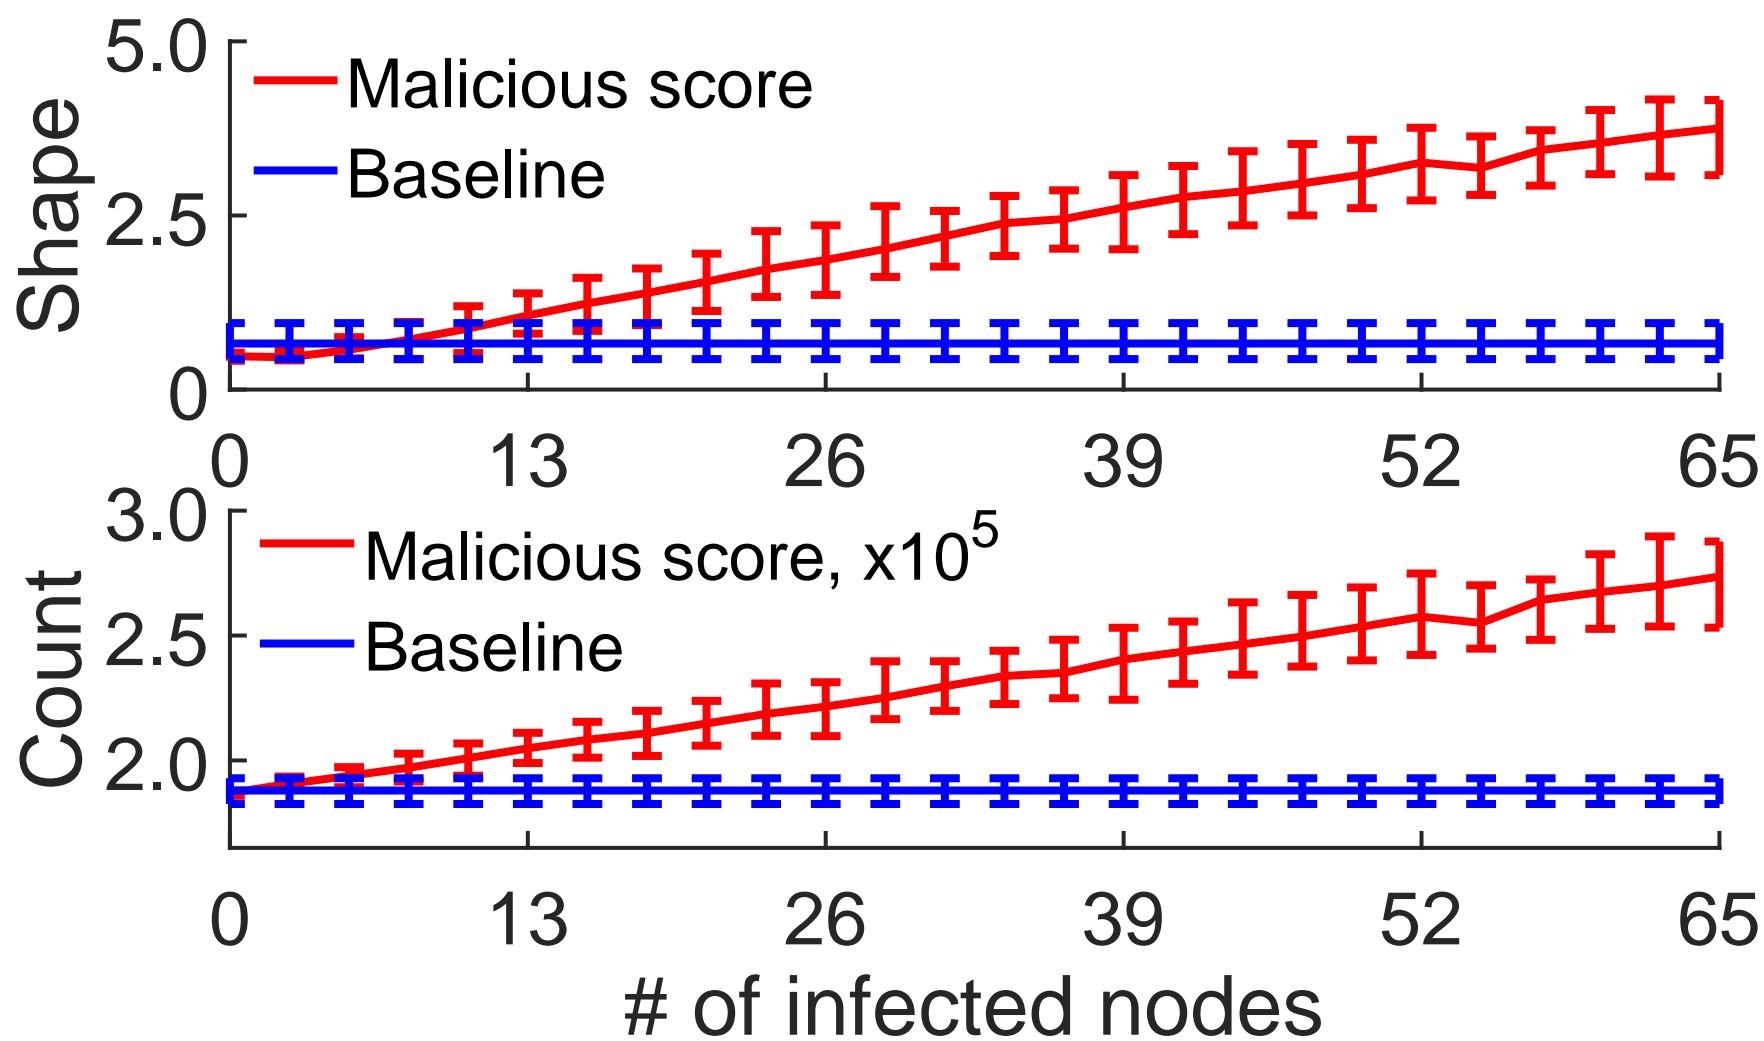 Shape
5.0
2.5
0
Malicious score
Baseline
0 13 26 39 52 65
Count
3.0
2.5
2.0
Malicious score, x10^5
Baseline
0 13 26 39 52 65
# of infected nodes